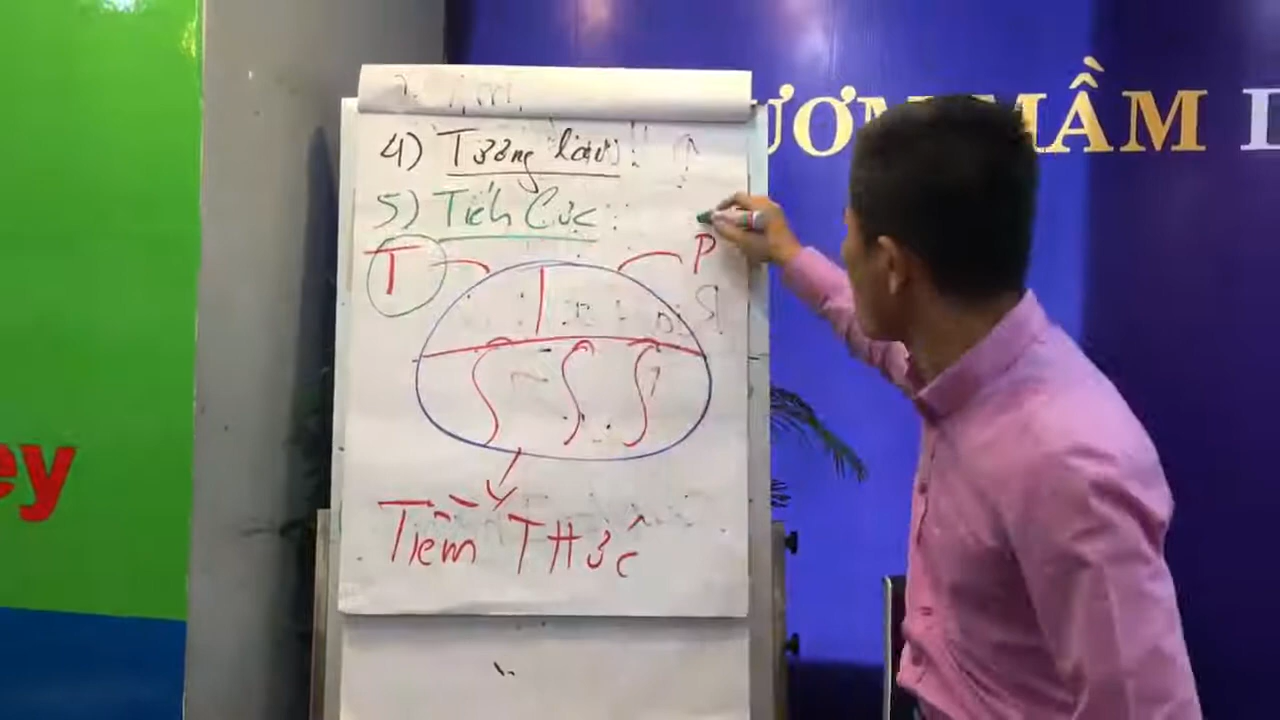 ƯƠM MẦM D
4) Tương lai:
5) Tích Cực:
T P
ey
Tiềm THức